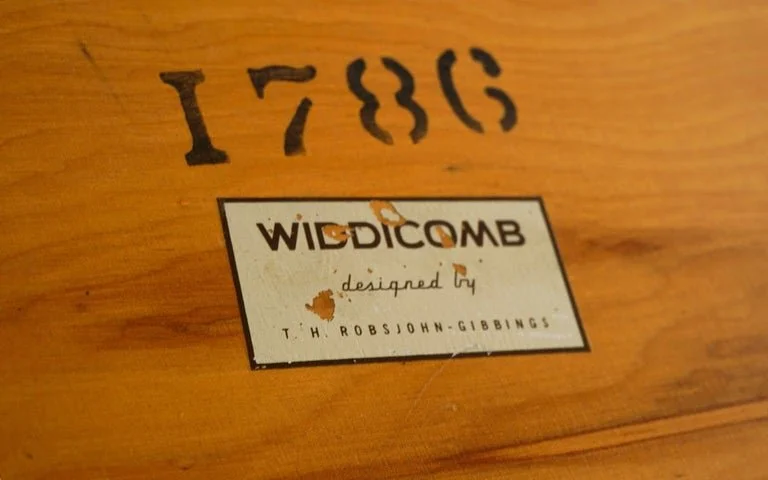 1786
WIDDICOMB
designed by
T. H. ROBSJOHN-GIBBINGS